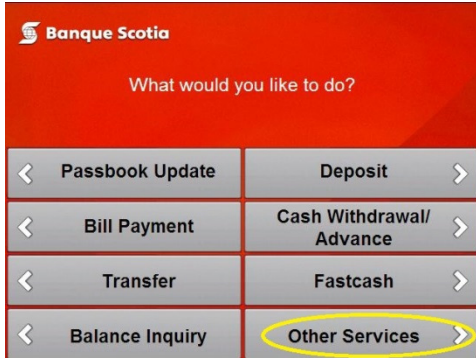 Banque Scotia
What would you like to do?
Passbook Update
Deposit
Bill Payment
Cash Withdrawal/
Advance
Transfer
Fastcash
Balance Inquiry
Other Services